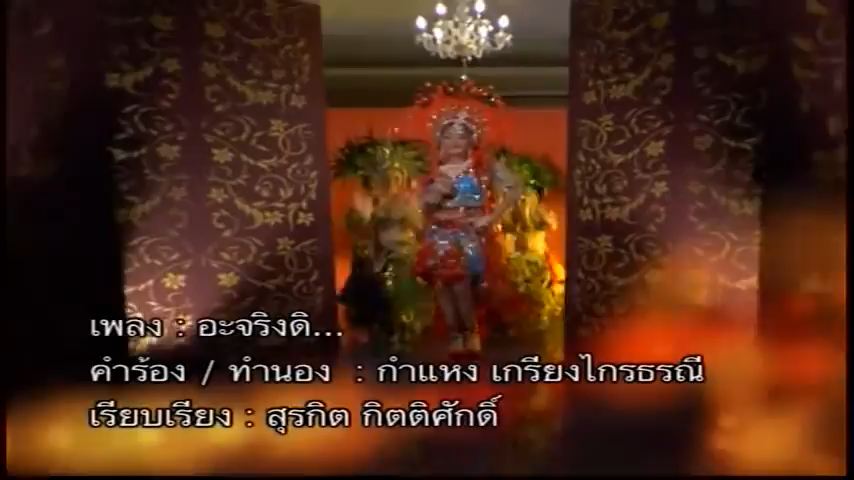 เพลง : อะจริงดิ...
คำร้อง / ทำนอง : กำแหง เกรียงไกรธรณี
เรียบเรียง : สุรกิต กิตติศักดิ์